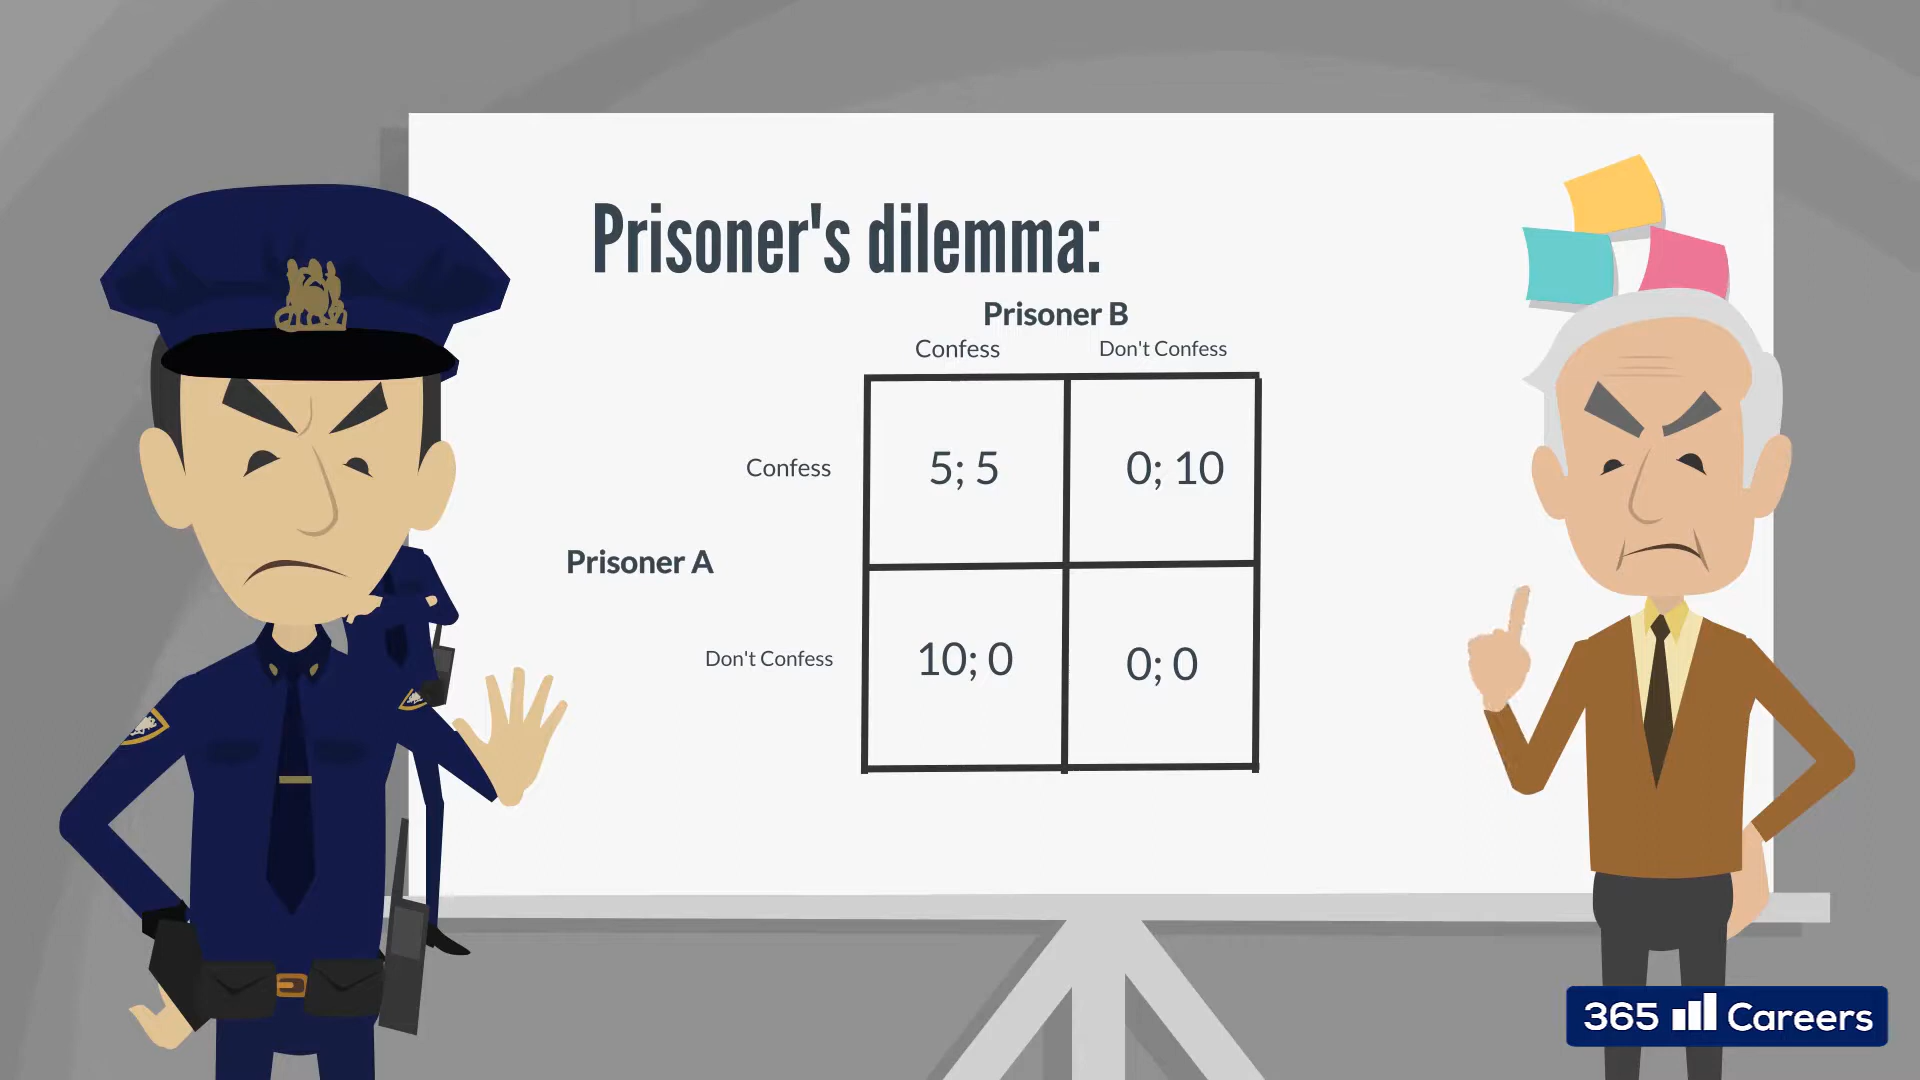 Prisoner's dilemma:
Prisoner B
Confess Don't Confess
Confess 5; 5 0; 10
Prisoner A
Don't Confess 10; 0 0; 0
365 Careers